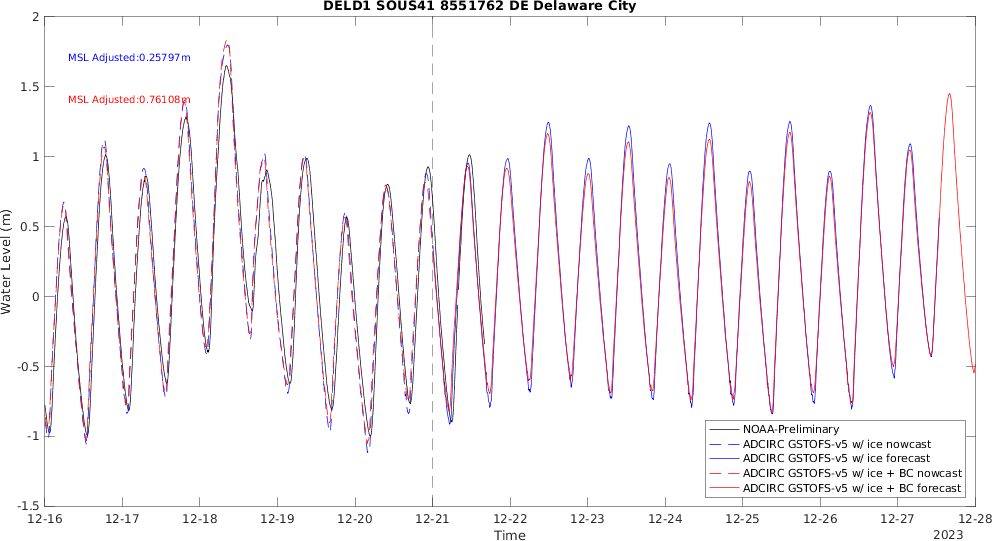 DELD1 SOUS41 8551762 DE Delaware City
MSL Adjusted:0.25797m
MSL Adjusted:0.76108m
Water Level (m)
2
1.5
1
0.5
0
-0.5
-1
-1.5
NOAA-Preliminary
ADCIRC GSTOFS-v5 w/ ice nowcast
ADCIRC GSTOFS-v5 w/ ice forecast
ADCIRC GSTOFS-v5 w/ ice + BC nowcast
ADCIRC GSTOFS-v5 w/ ice + BC forecast
12-16 12-17 12-18 12-19 12-20 12-21 12-22 12-23 12-24 12-25 12-26 12-27 12-28
Time
2023